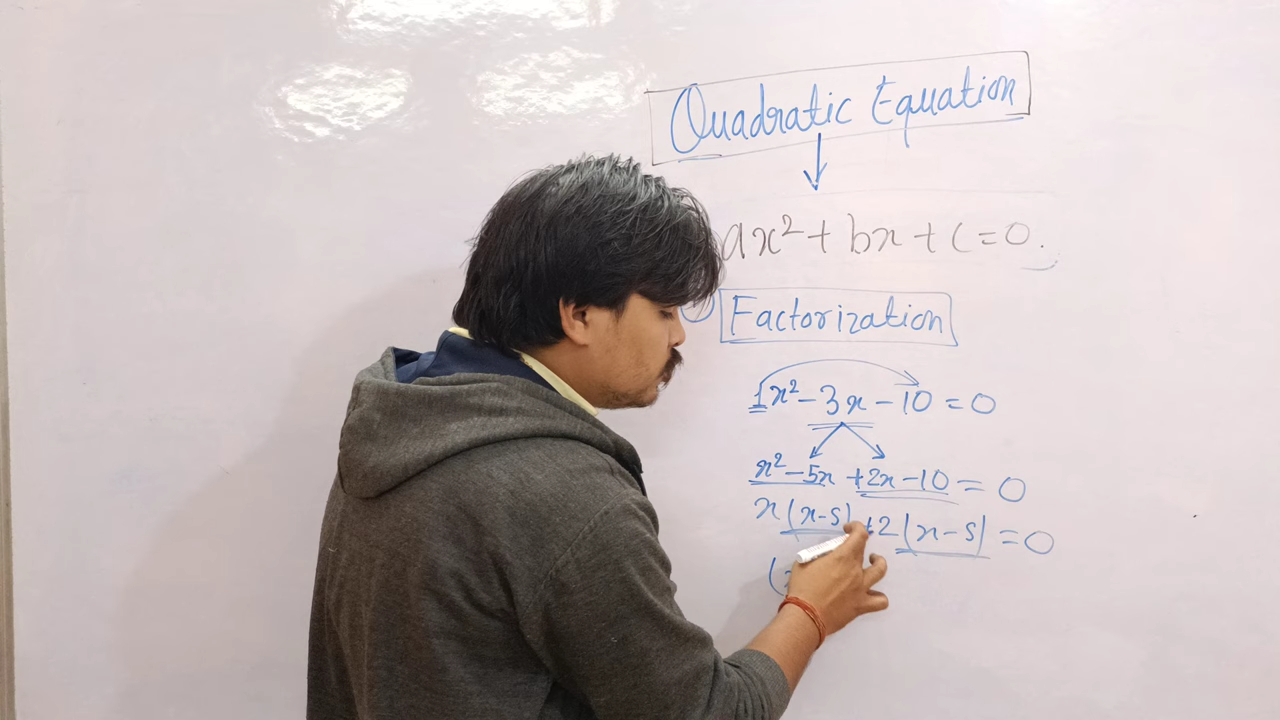 Quadratic Equation
ax² + bx + c = 0.
Factorization
1x² - 3x - 10 = 0
x² - 5x + 2x - 10 = 0
x(x-5) + 2(x-5) = 0
(